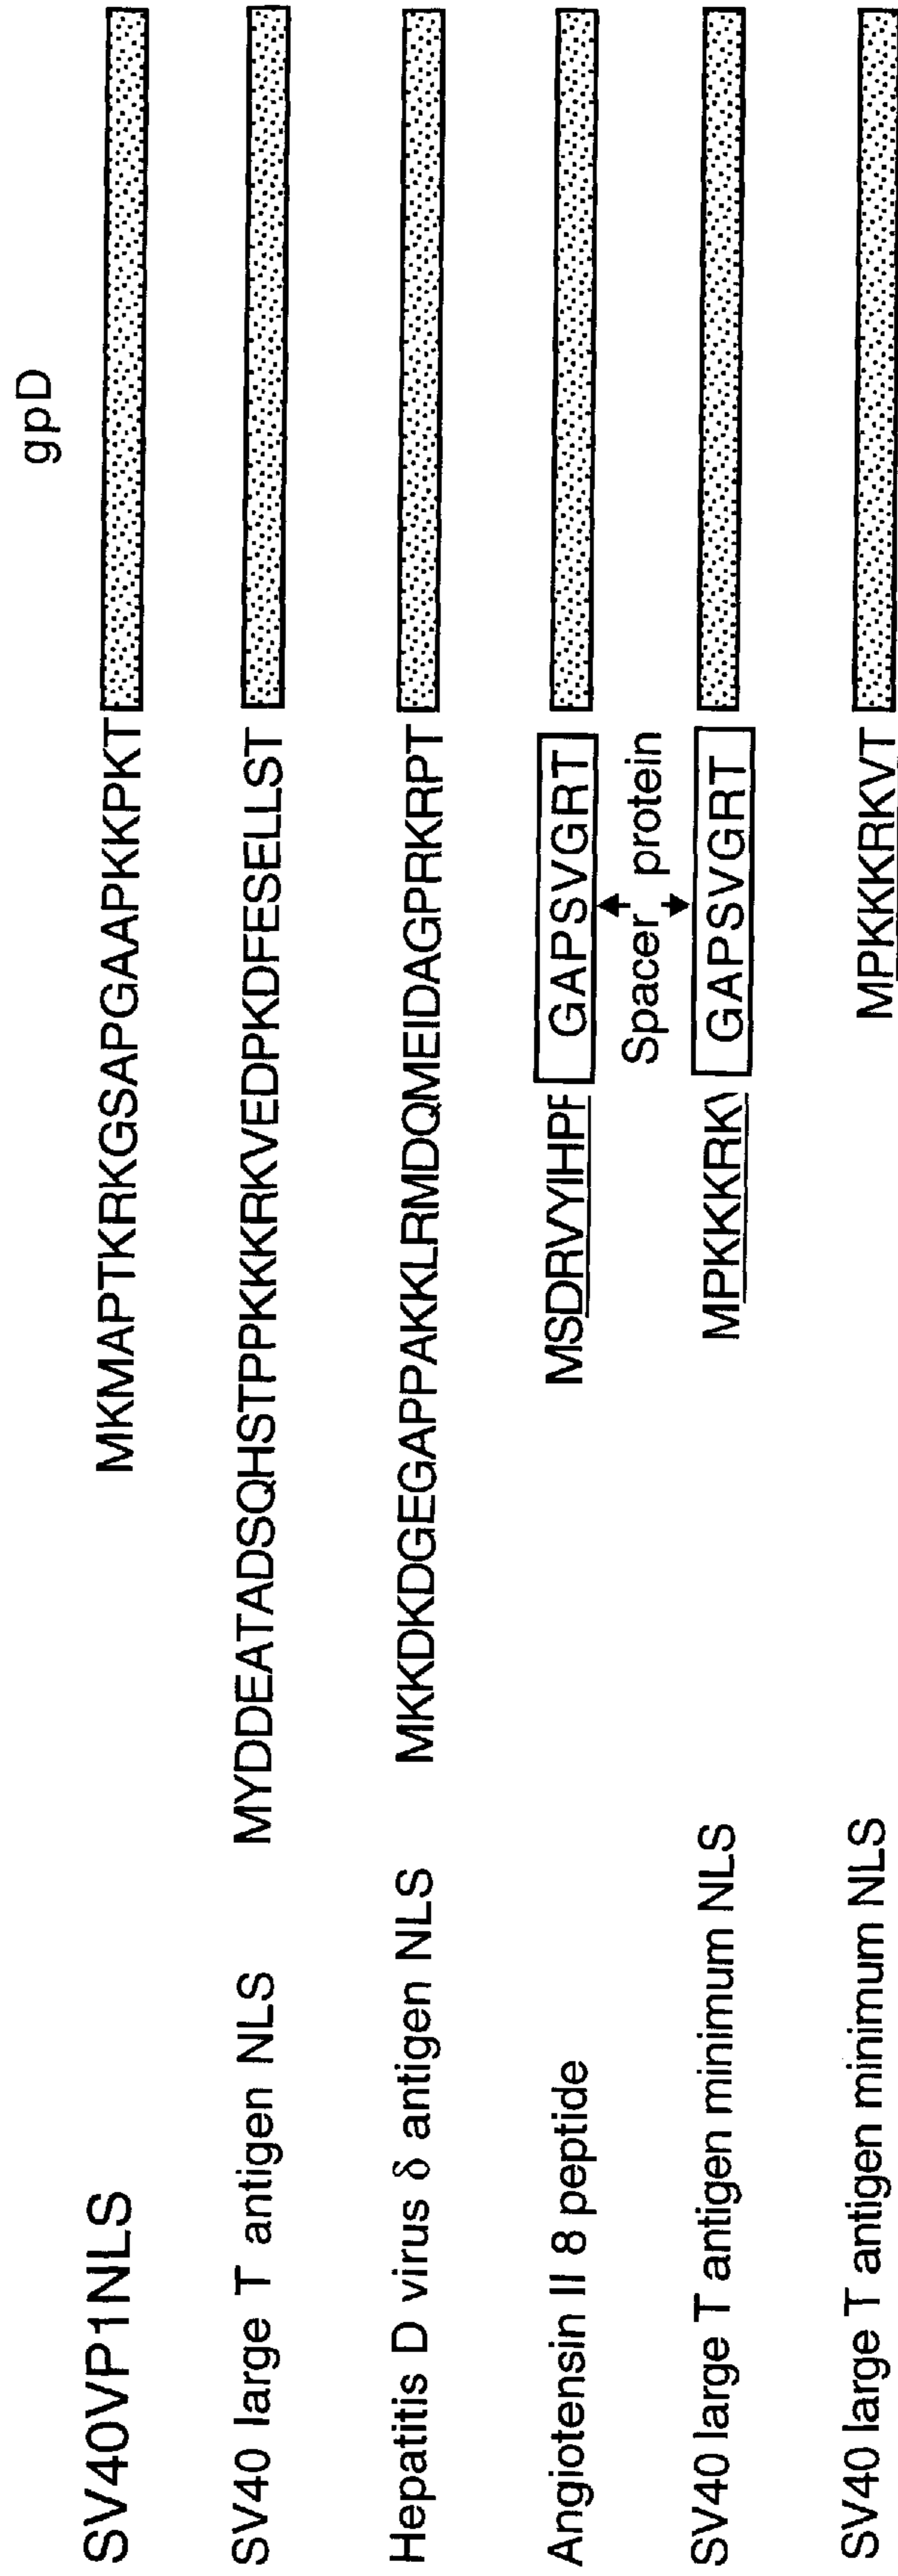 gpD
SV40VP1NLS MKMAPTKRKGSAPGAAPKKPKT
SV40 large T antigen NLS MYDDEATADSQHSTPPKKKRKVEDPKDFESELLST
Hepatitis D virus δ antigen NLS MKKDKDGEGAPPAKKLRMDQMEIDAGPRKRPT
Angiotensin II 8 peptide MSDRVYIHPF GAPSVGRT
Spacer protein
SV40 large T antigen minimum NLS MPKKKRKV GAPSVGRT
SV40 large T antigen minimum NLS MPKKKRKVT